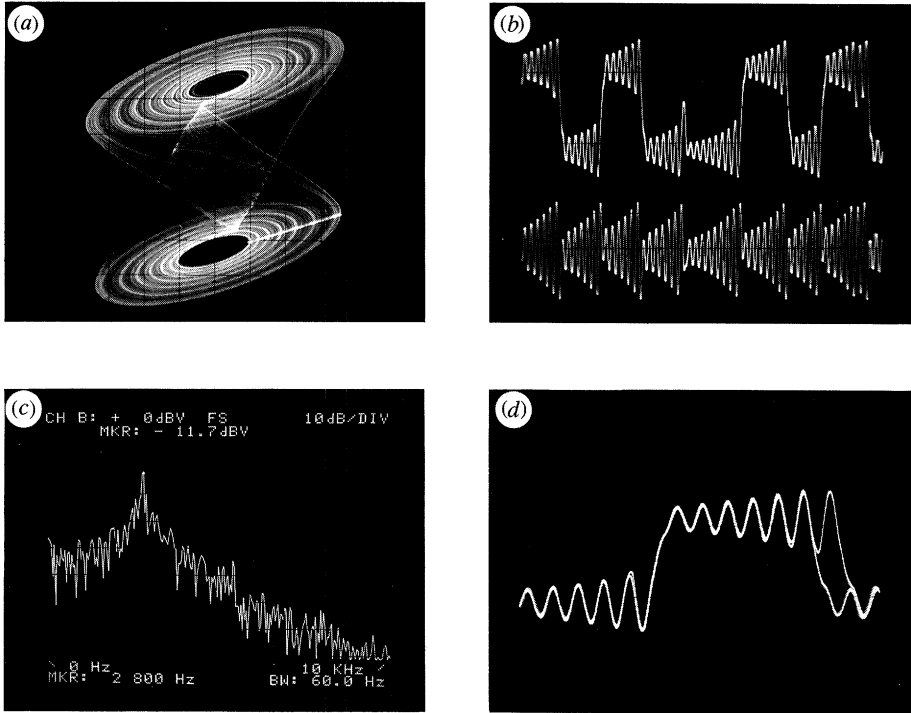 (a)
(b)
(c)
CH B: + 0dBV FS 10dB/DIV
MKR: - 11.7dBV
0 Hz 10 KHz
MKR: 2 800 Hz BW: 60.0 Hz
(d)